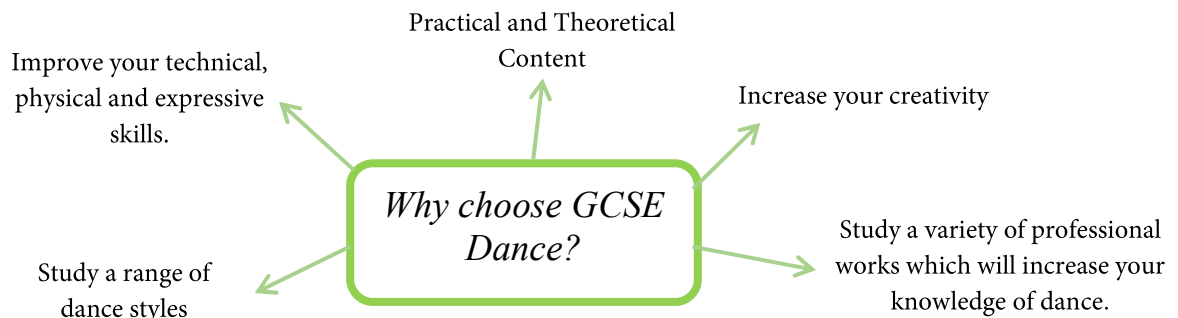 Practical and Theoretical
Content
Improve your technical,
physical and expressive
skills.
Increase your creativity
Why choose GCSE
Dance?
Study a variety of professional
works which will increase your
knowledge of dance.
Study a range of
dance styles